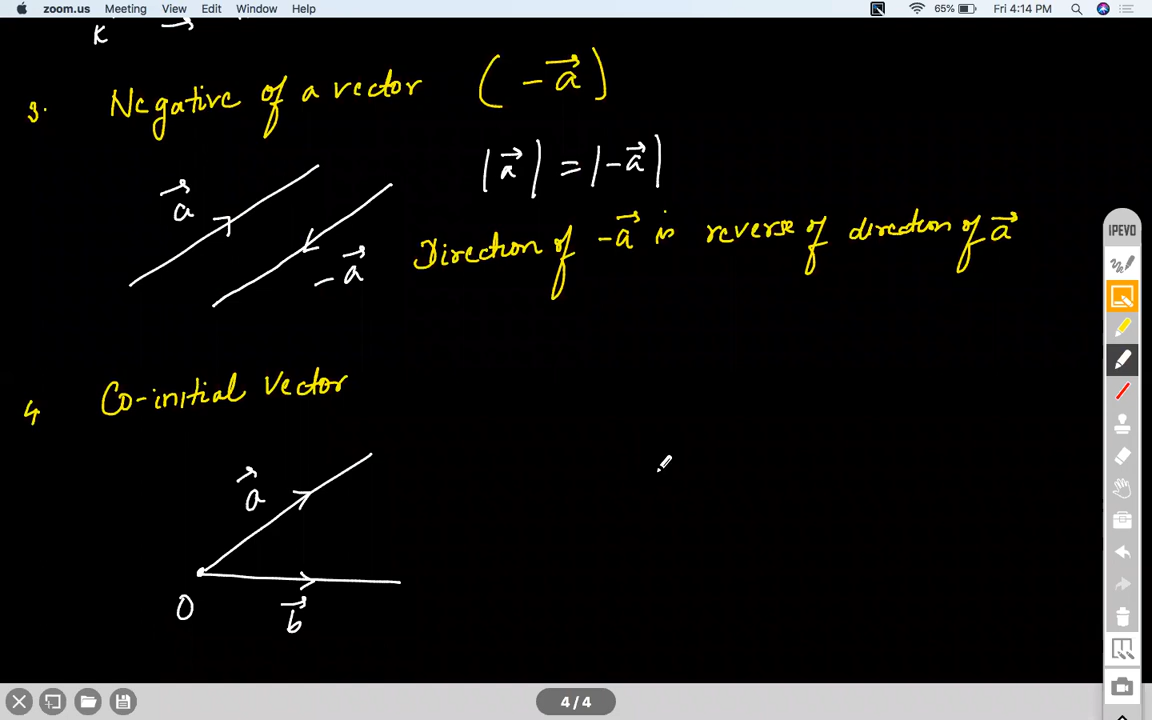 zoom.us Meeting View Edit Window Help 65% Fri 4:14 PM
K
3. Negative of a vector (-a⃗)
|a⃗| = |-a⃗|
a⃗
Direction of -a⃗ is reverse of direction of a⃗
-a⃗
4 Co-initial Vector
a⃗
O
b⃗
IPEVO
4/4